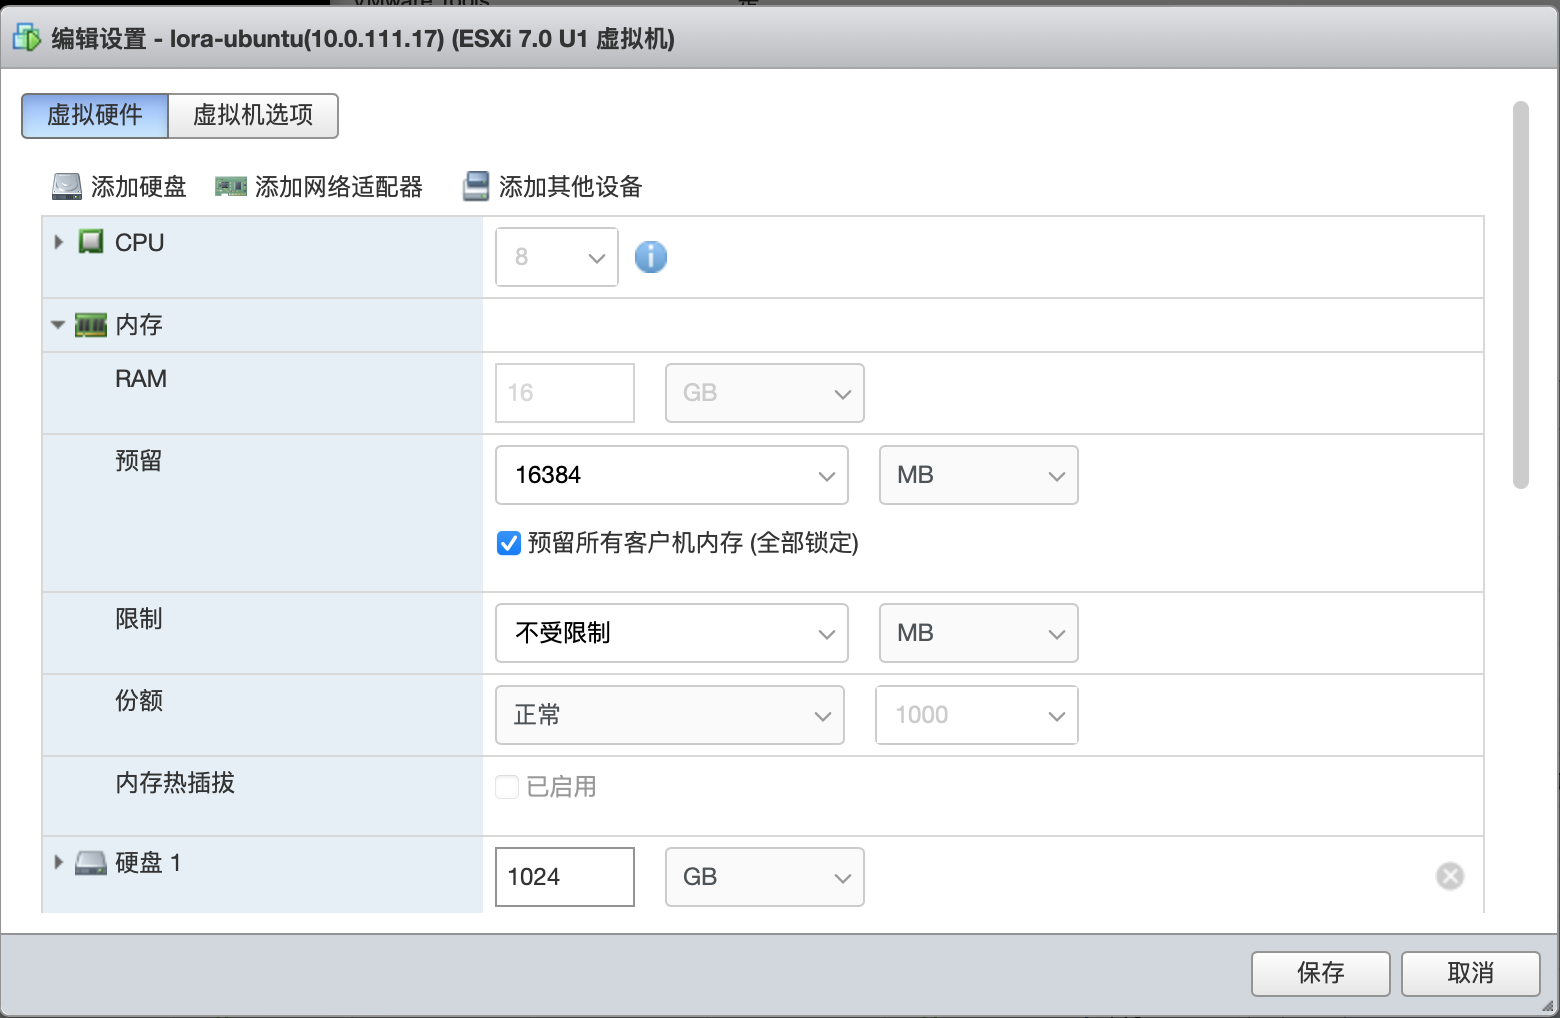 VMware Tools
编辑设置 - lora-ubuntu(10.0.111.17) (ESXi 7.0 U1 虚拟机)
虚拟硬件 虚拟机选项
添加硬盘 添加网络适配器 添加其他设备
CPU 8
内存
RAM 16 GB
预留 16384 MB
预留所有客户机内存 (全部锁定)
限制 不受限制 MB
份额 正常 1000
内存热插拔 已启用
硬盘 1 1024 GB
保存 取消